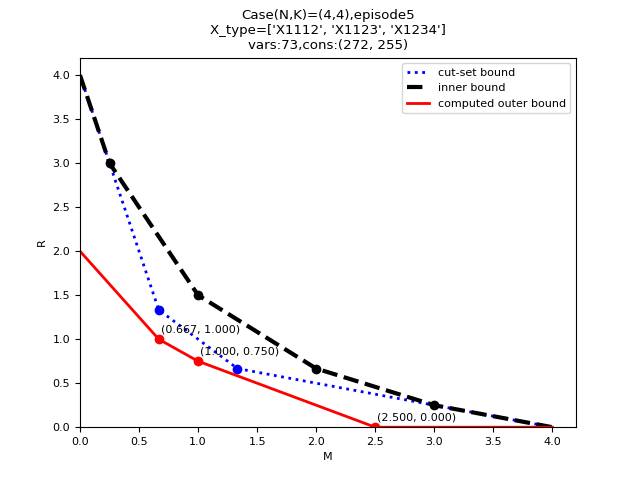 Case(N,K)=(4,4),episode5
X_type=['X1112', 'X1123', 'X1234']
vars:73,cons:(272, 255)
cut-set bound
inner bound
computed outer bound
4.0
3.5
3.0
2.5
2.0
1.5
1.0
0.5
0.0
R
(0.667, 1.000)
(1.000, 0.750)
(2.500, 0.000)
0.0 0.5 1.0 1.5 2.0 2.5 3.0 3.5 4.0
M